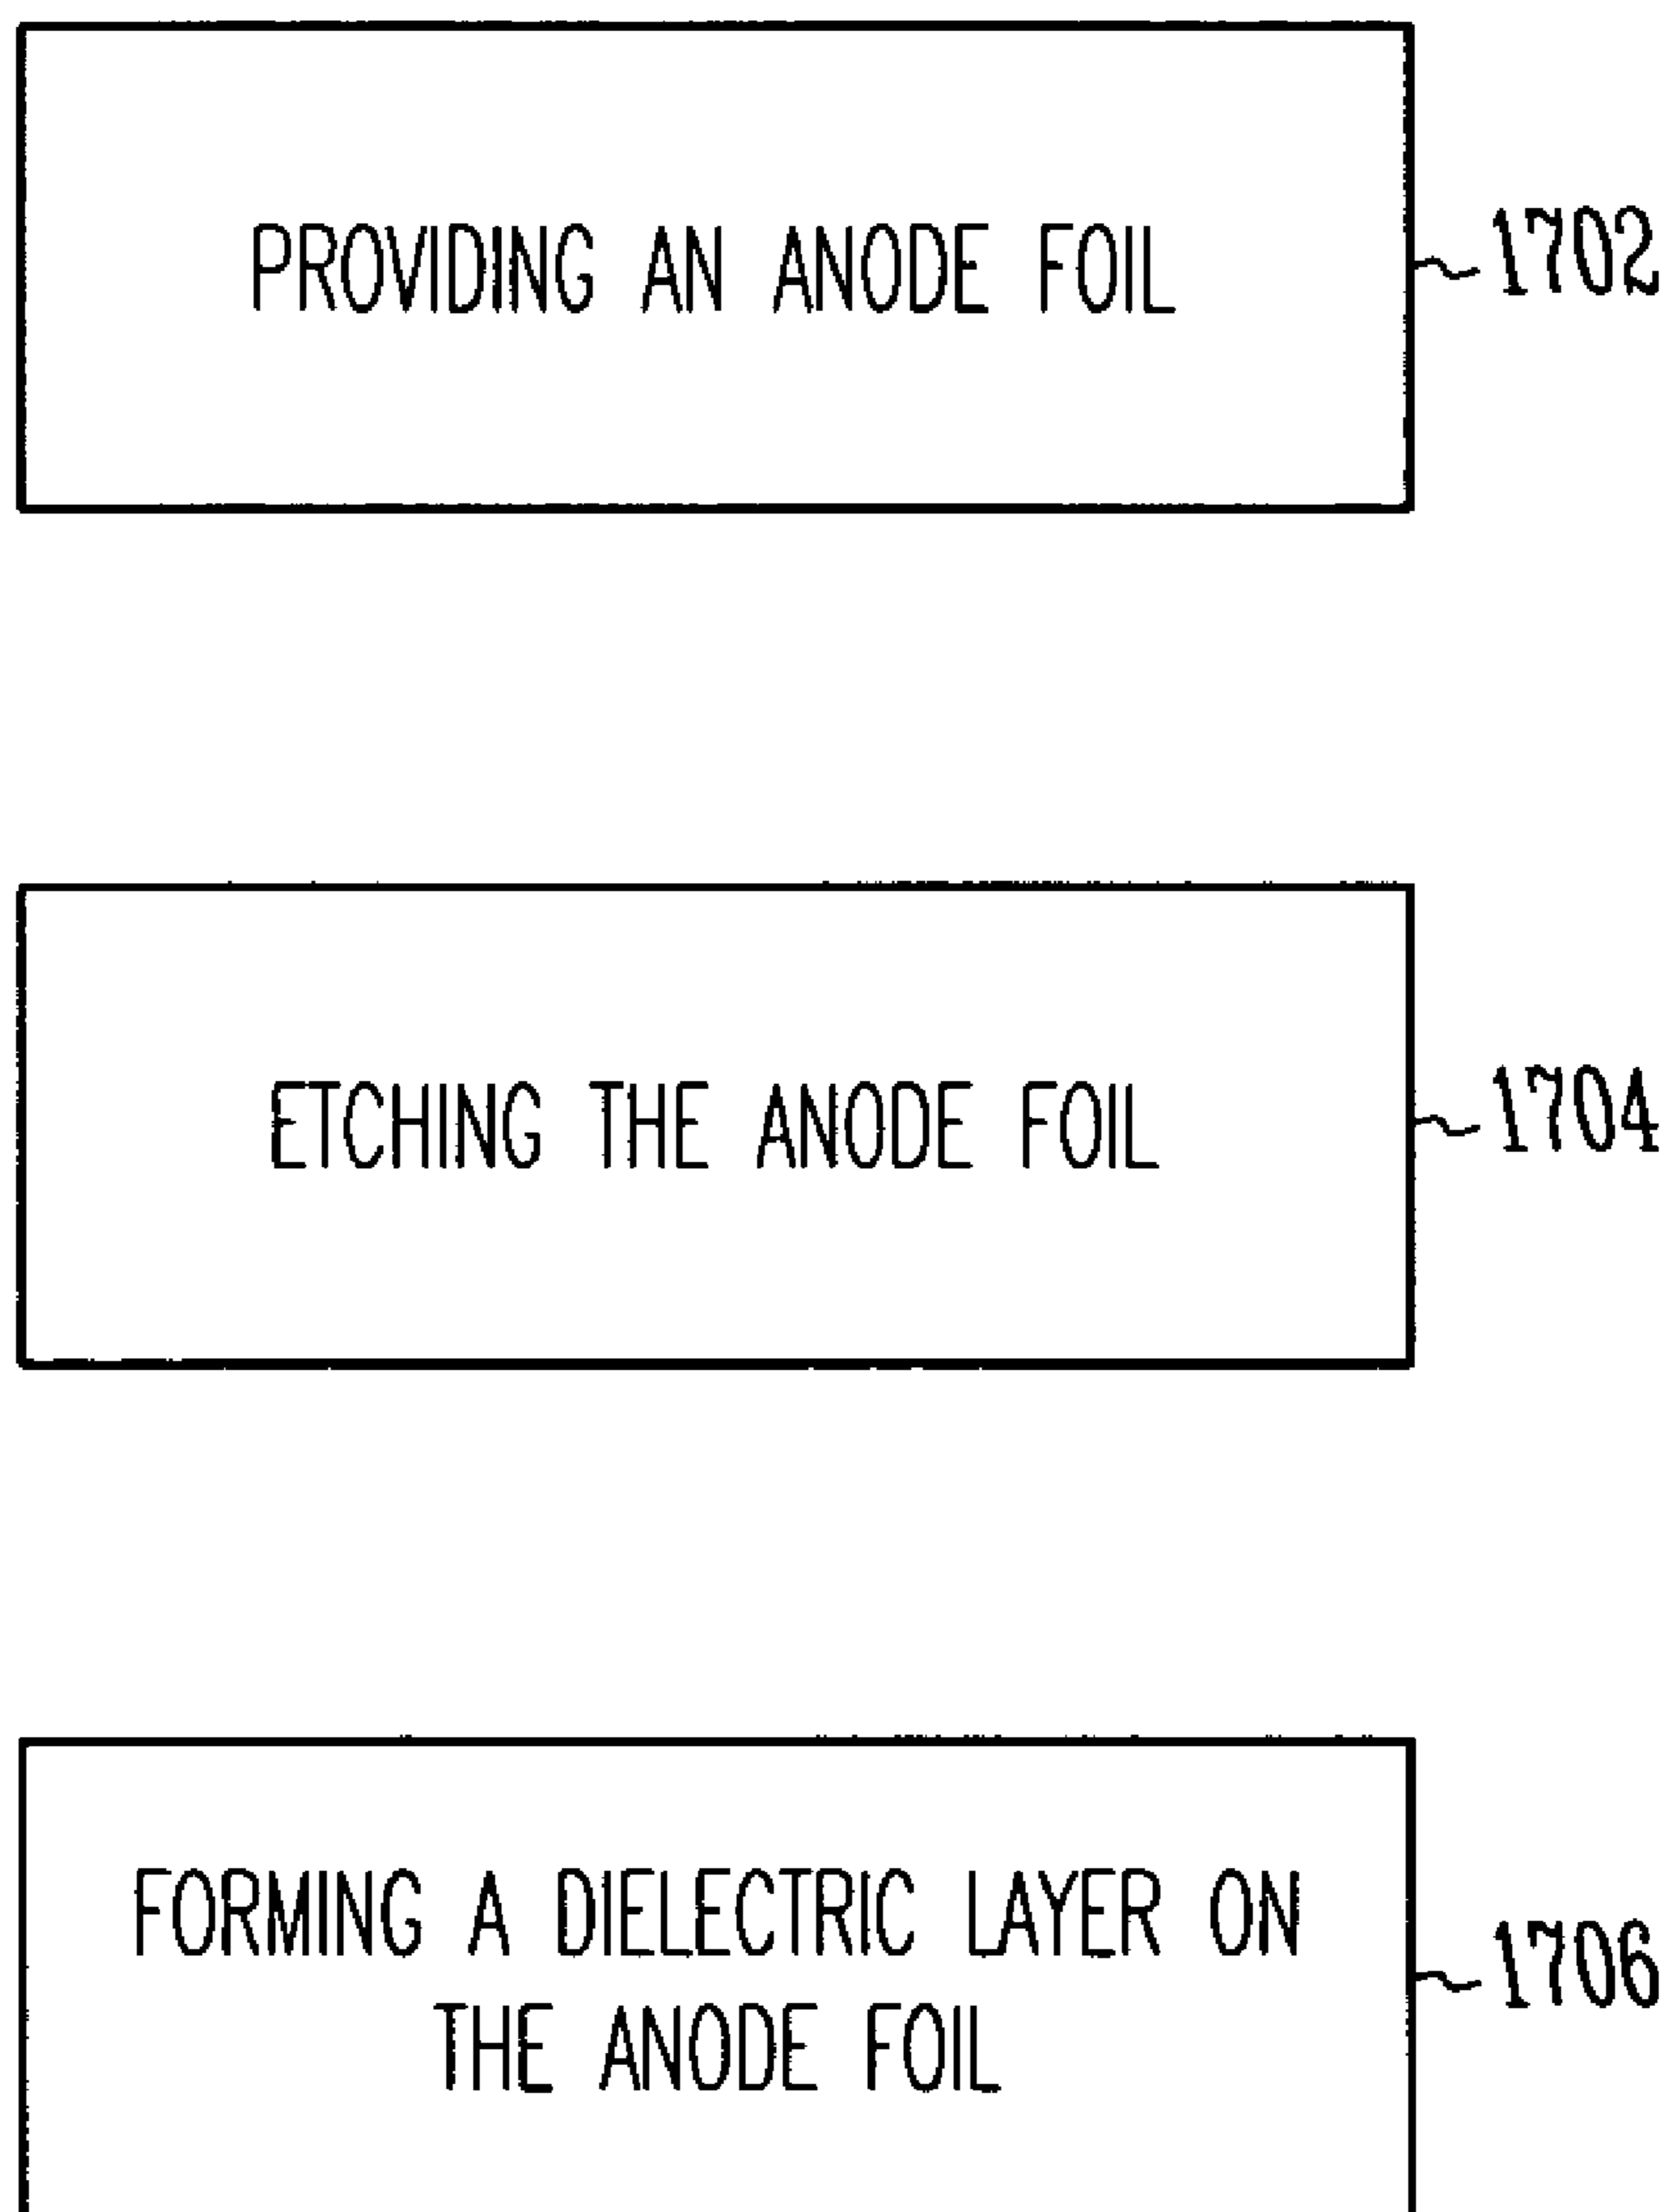 PROVIDING AN ANODE FOIL
1702
ETCHING THE ANODE FOIL
1704
FORMING A DIELECTRIC LAYER ON
THE ANODE FOIL
1706